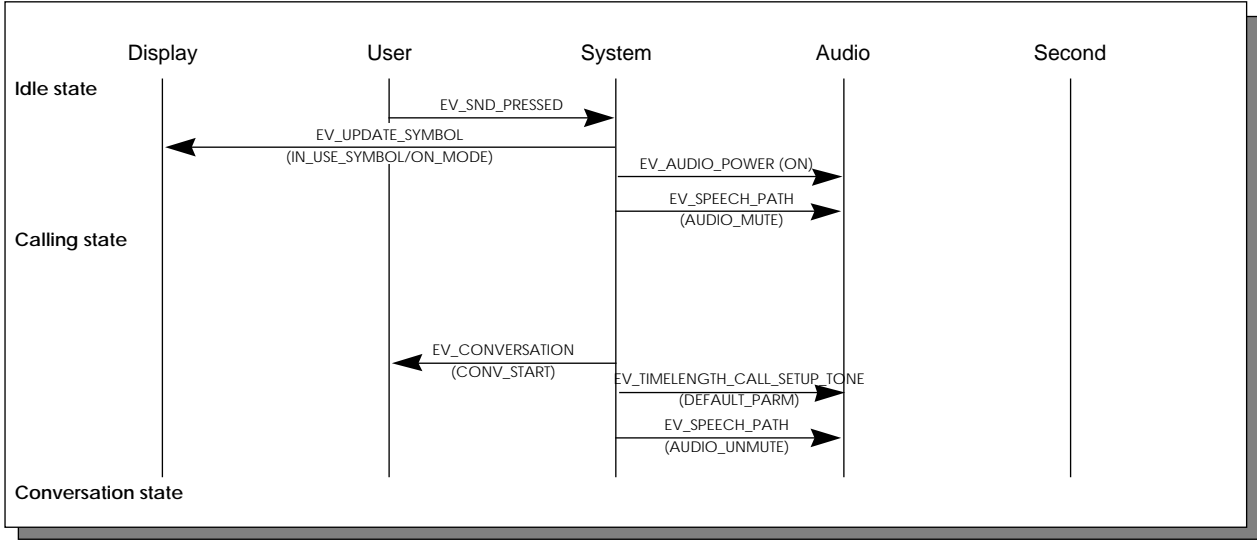 Display User System Audio Second
Idle state
EV_SND_PRESSED
EV_UPDATE_SYMBOL
(IN_USE_SYMBOL/ON_MODE)
EV_AUDIO_POWER (ON)
EV_SPEECH_PATH
(AUDIO_MUTE)
Calling state
EV_CONVERSATION
(CONV_START)
EV_TIMELENGTH_CALL_SETUP_TONE
(DEFAULT_PARM)
EV_SPEECH_PATH
(AUDIO_UNMUTE)
Conversation state